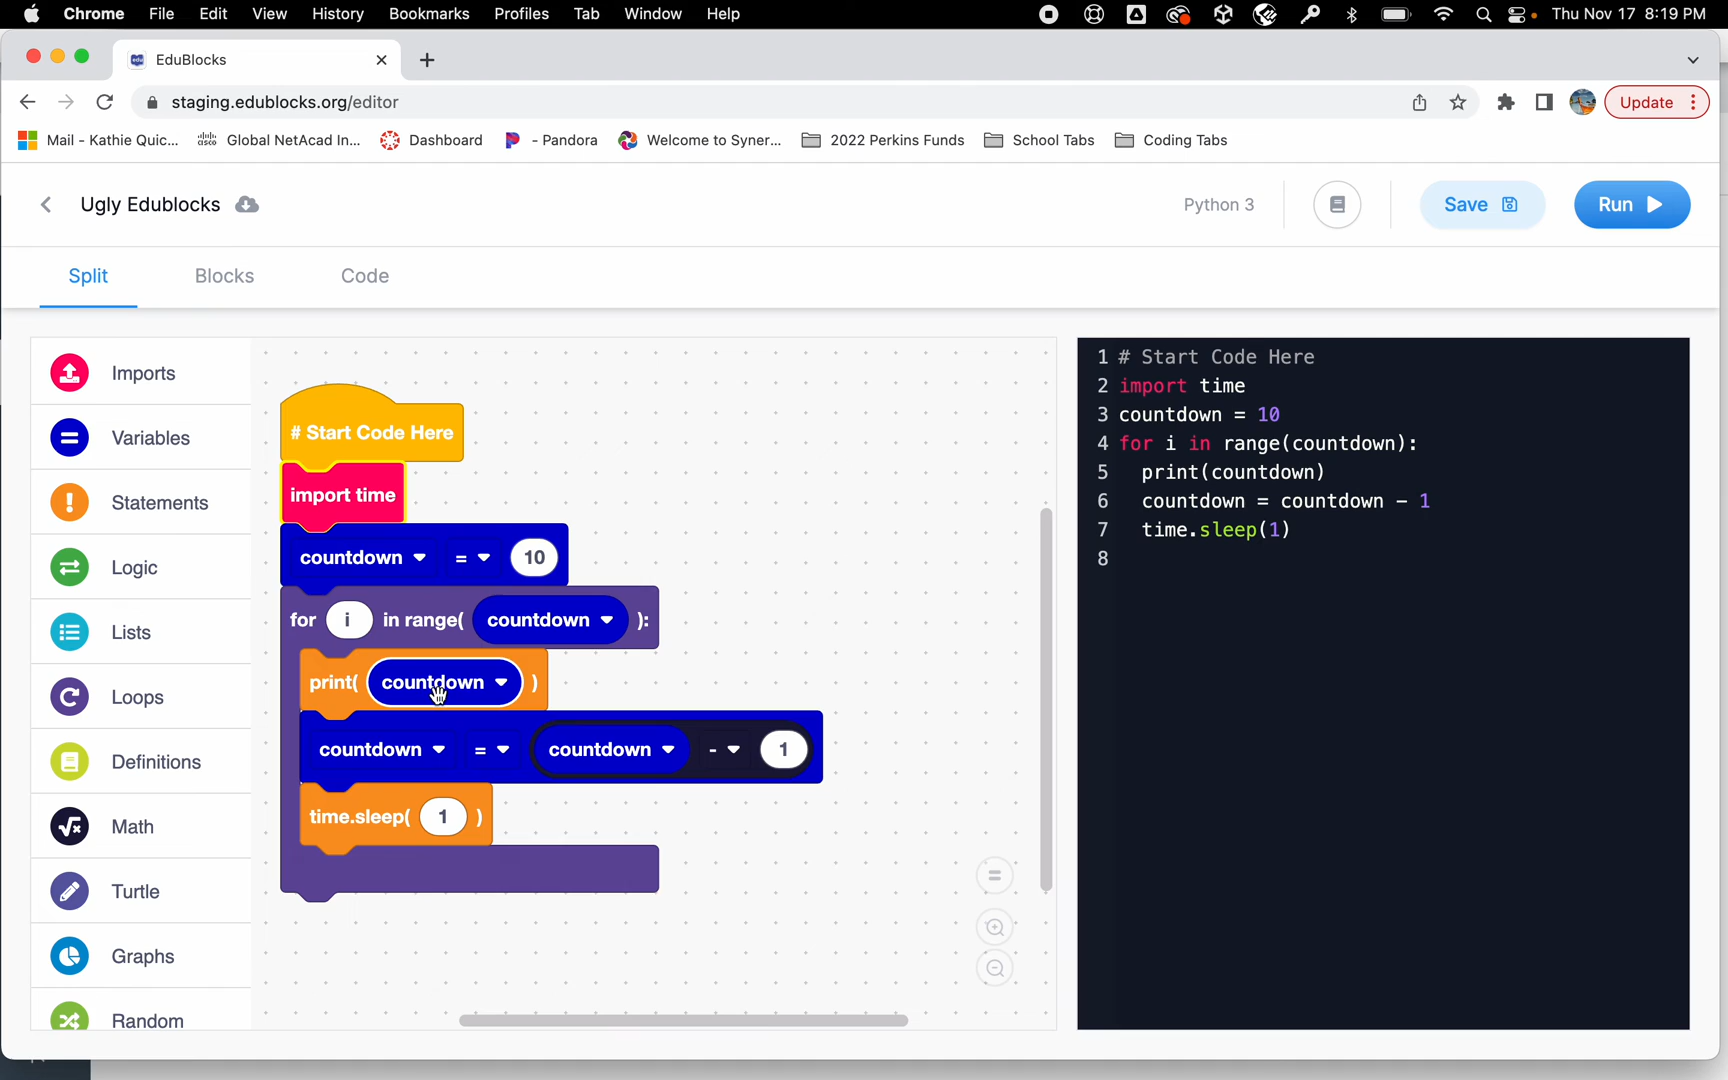 Chrome File Edit View History Bookmarks Profiles Tab Window Help Thu Nov 17 8:19 PM
EduBlocks
staging.edublocks.org/editor Update
Mail - Kathie Quic... Global NetAcad In... Dashboard - Pandora Welcome to Syner... 2022 Perkins Funds School Tabs Coding Tabs
Ugly Edublocks Python 3 Save Run
Split Blocks Code
Imports
Variables
Statements
Logic
Lists
Loops
Definitions
Math
Turtle
Graphs
Random
# Start Code Here
import time
countdown = 10
for i in range( countdown ):
print( countdown )
countdown = countdown - 1
time.sleep( 1 )
1 # Start Code Here
2 import time
3 countdown = 10
4 for i in range(countdown):
5 print(countdown)
6 countdown = countdown - 1
7 time.sleep(1)
8